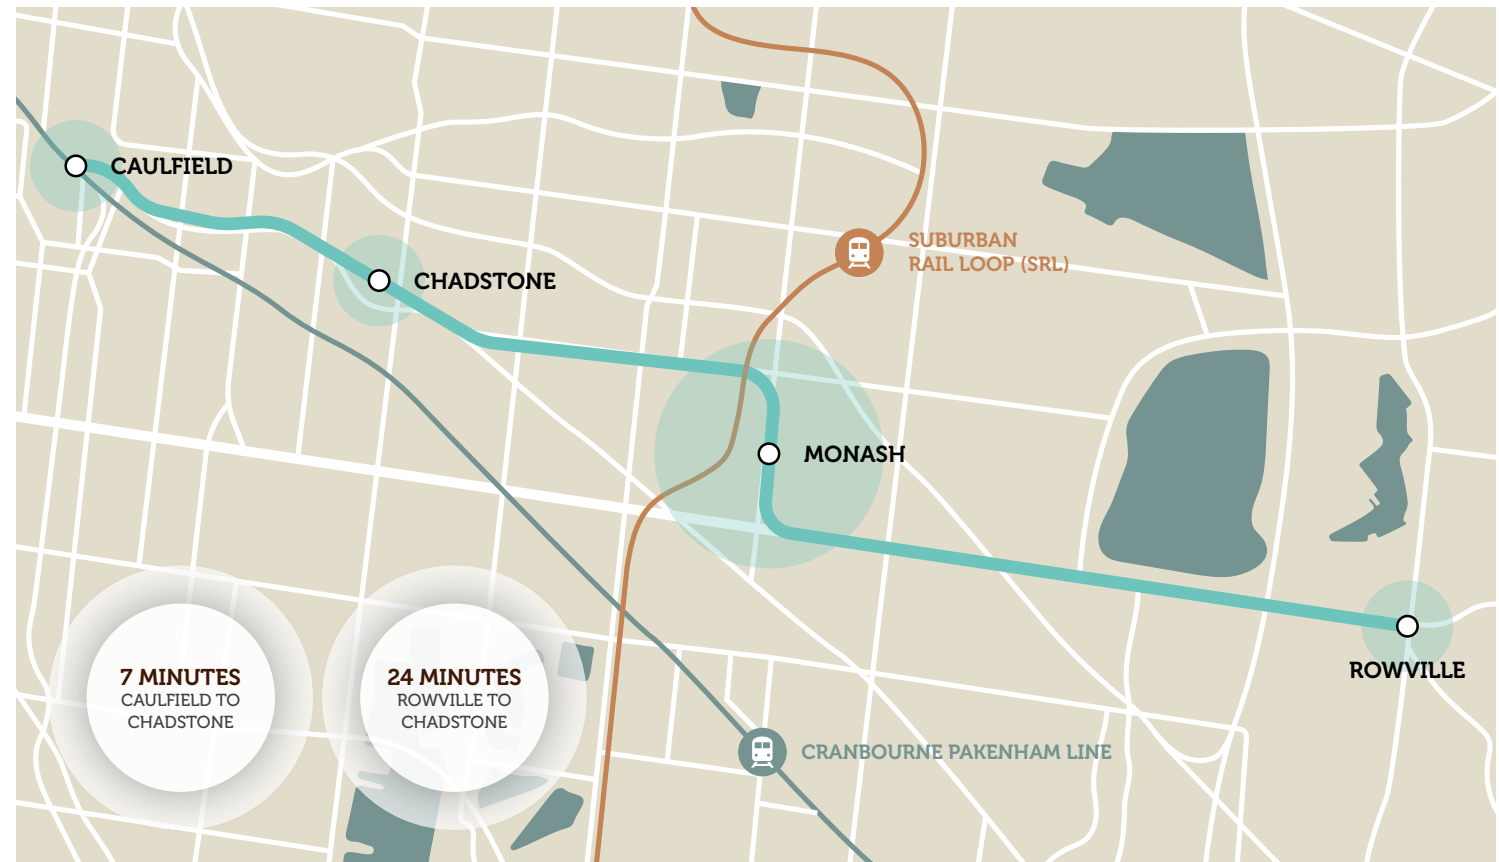 CAULFIELD
SUBURBAN
RAIL LOOP (SRL)
CHADSTONE
MONASH
ROWVILLE
7 MINUTES
CAULFIELD TO
CHADSTONE
24 MINUTES
ROWVILLE TO
CHADSTONE
CRANBOURNE PAKENHAM LINE